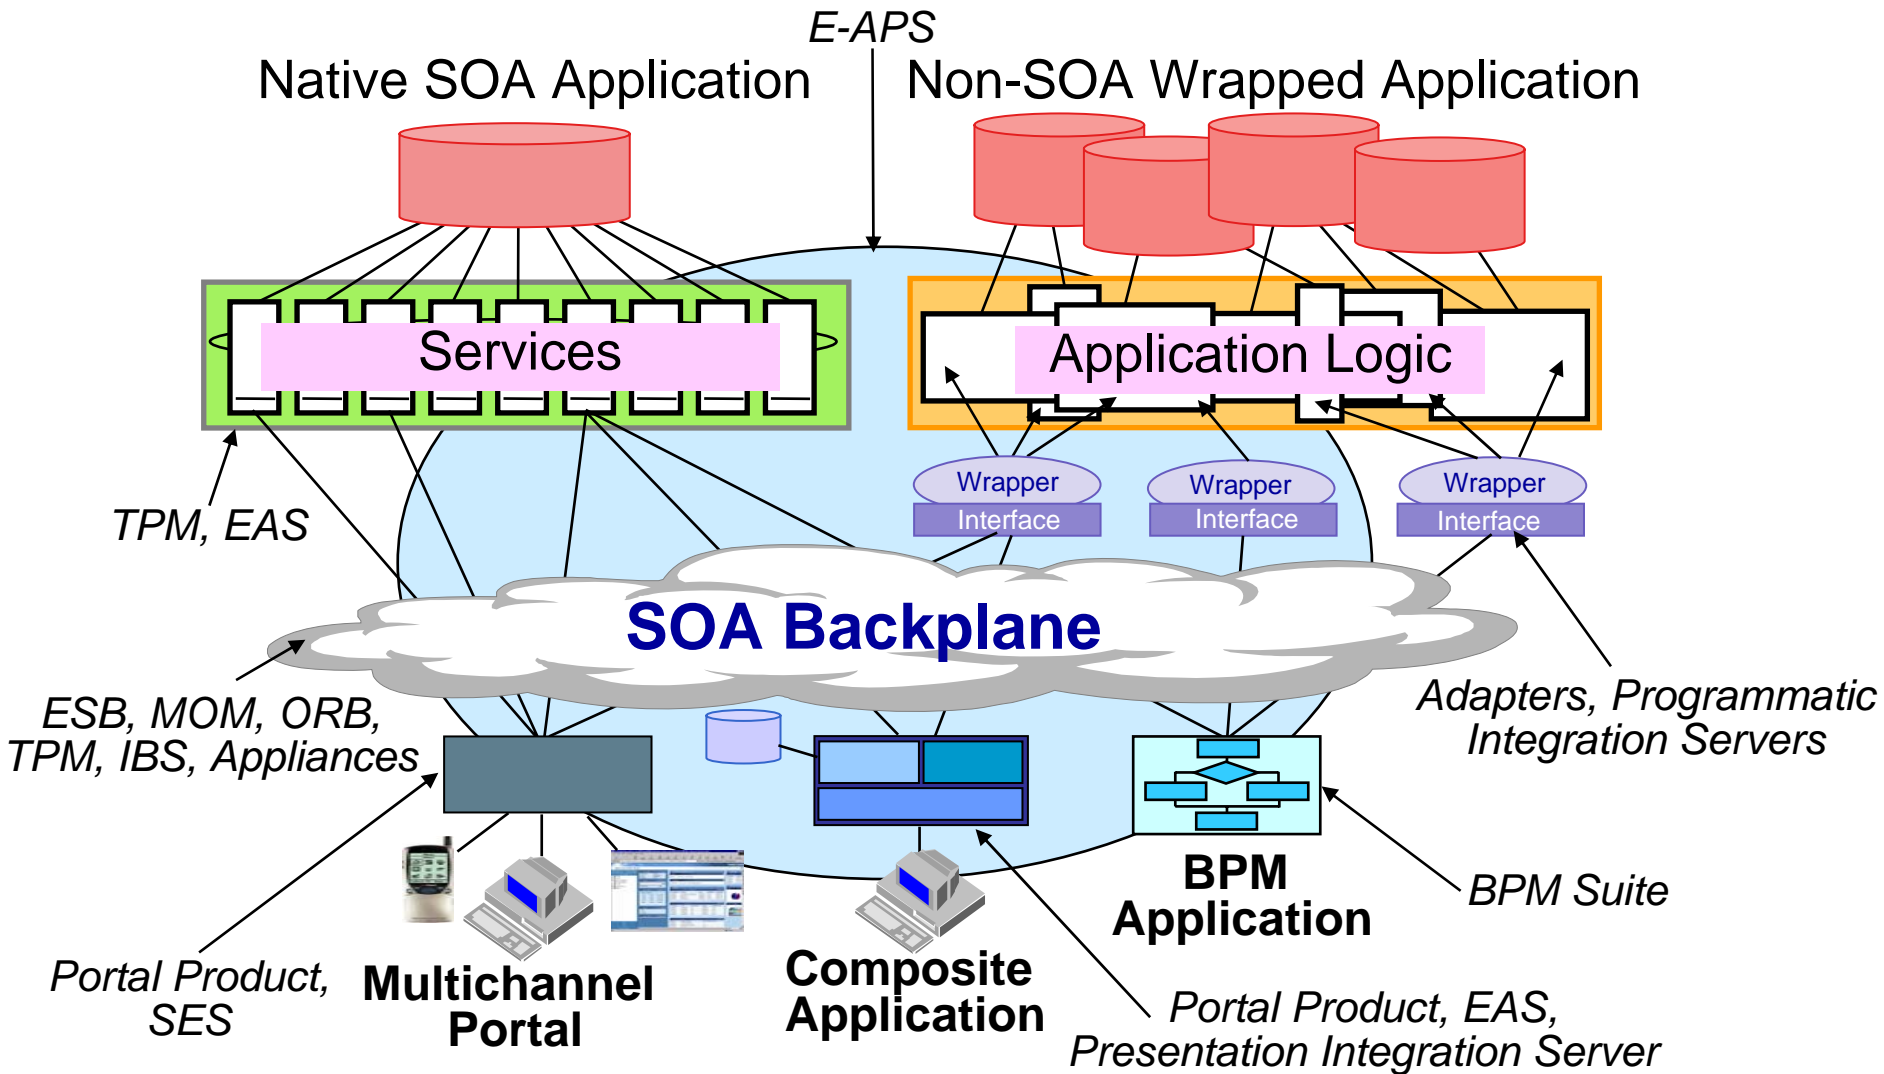 E-APS
Native SOA Application
Non-SOA Wrapped Application
Services
Application Logic
Wrapper
Interface
Wrapper
Interface
Wrapper
Interface
TPM, EAS
SOA Backplane
ESB, MOM, ORB,
TPM, IBS, Appliances
Adapters, Programmatic
Integration Servers
BPM
Application
BPM Suite
Portal Product,
SES
Multichannel
Portal
Composite
Application
Portal Product, EAS,
Presentation Integration Server